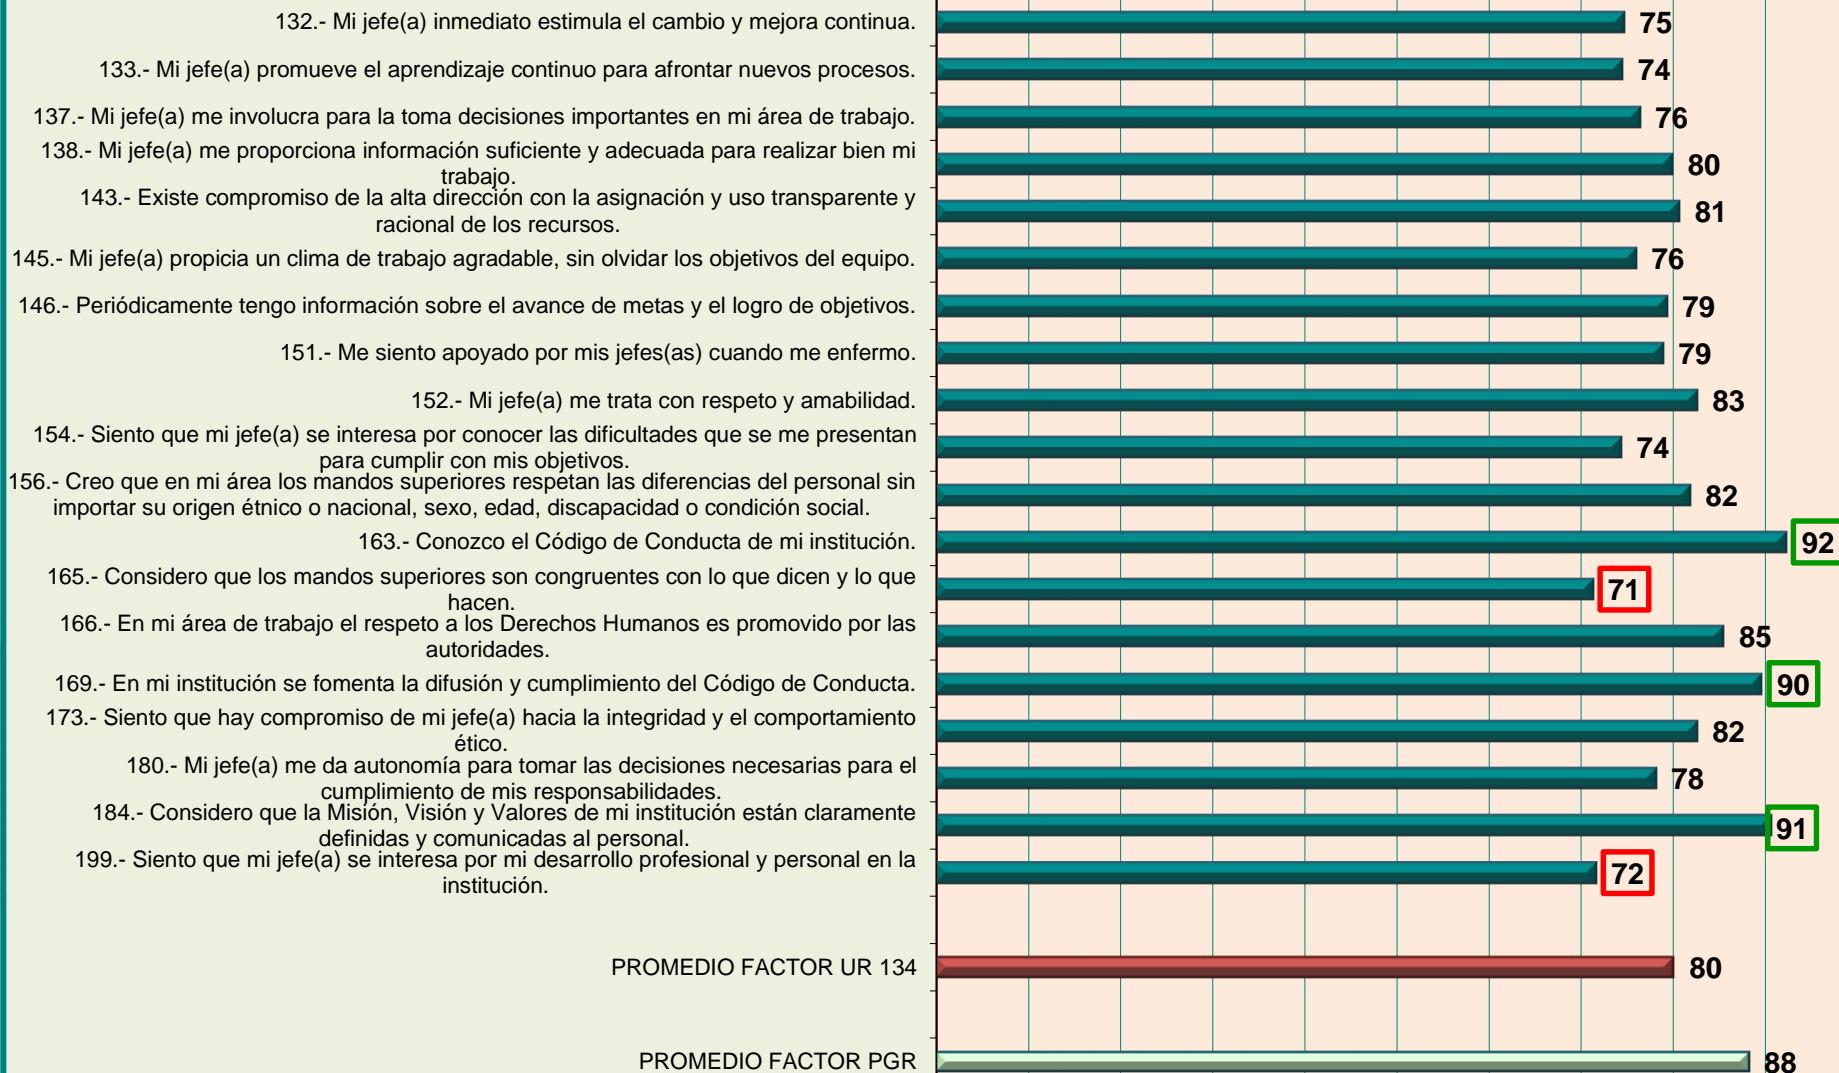 132.- Mi jefe(a) inmediato estimula el cambio y mejora continua. 75
133.- Mi jefe(a) promueve el aprendizaje continuo para afrontar nuevos procesos. 74
137.- Mi jefe(a) me involucra para la toma decisiones importantes en mi área de trabajo. 76
138.- Mi jefe(a) me proporciona información suficiente y adecuada para realizar bien mi
trabajo. 80
143.- Existe compromiso de la alta dirección con la asignación y uso transparente y
racional de los recursos. 81
145.- Mi jefe(a) propicia un clima de trabajo agradable, sin olvidar los objetivos del equipo. 76
146.- Periódicamente tengo información sobre el avance de metas y el logro de objetivos. 79
151.- Me siento apoyado por mis jefes(as) cuando me enfermo. 79
152.- Mi jefe(a) me trata con respeto y amabilidad. 83
154.- Siento que mi jefe(a) se interesa por conocer las dificultades que se me presentan
para cumplir con mis objetivos. 74
156.- Creo que en mi área los mandos superiores respetan las diferencias del personal sin
importar su origen étnico o nacional, sexo, edad, discapacidad o condición social. 82
163.- Conozco el Código de Conducta de mi institución. 92
165.- Considero que los mandos superiores son congruentes con lo que dicen y lo que
hacen. 71
166.- En mi área de trabajo el respeto a los Derechos Humanos es promovido por las
autoridades. 85
169.- En mi institución se fomenta la difusión y cumplimiento del Código de Conducta. 90
173.- Siento que hay compromiso de mi jefe(a) hacia la integridad y el comportamiento
ético. 82
180.- Mi jefe(a) me da autonomía para tomar las decisiones necesarias para el
cumplimiento de mis responsabilidades. 78
184.- Considero que la Misión, Visión y Valores de mi institución están claramente
definidas y comunicadas al personal. 91
199.- Siento que mi jefe(a) se interesa por mi desarrollo profesional y personal en la
institución. 72
PROMEDIO FACTOR UR 134 80
PROMEDIO FACTOR PGR 88